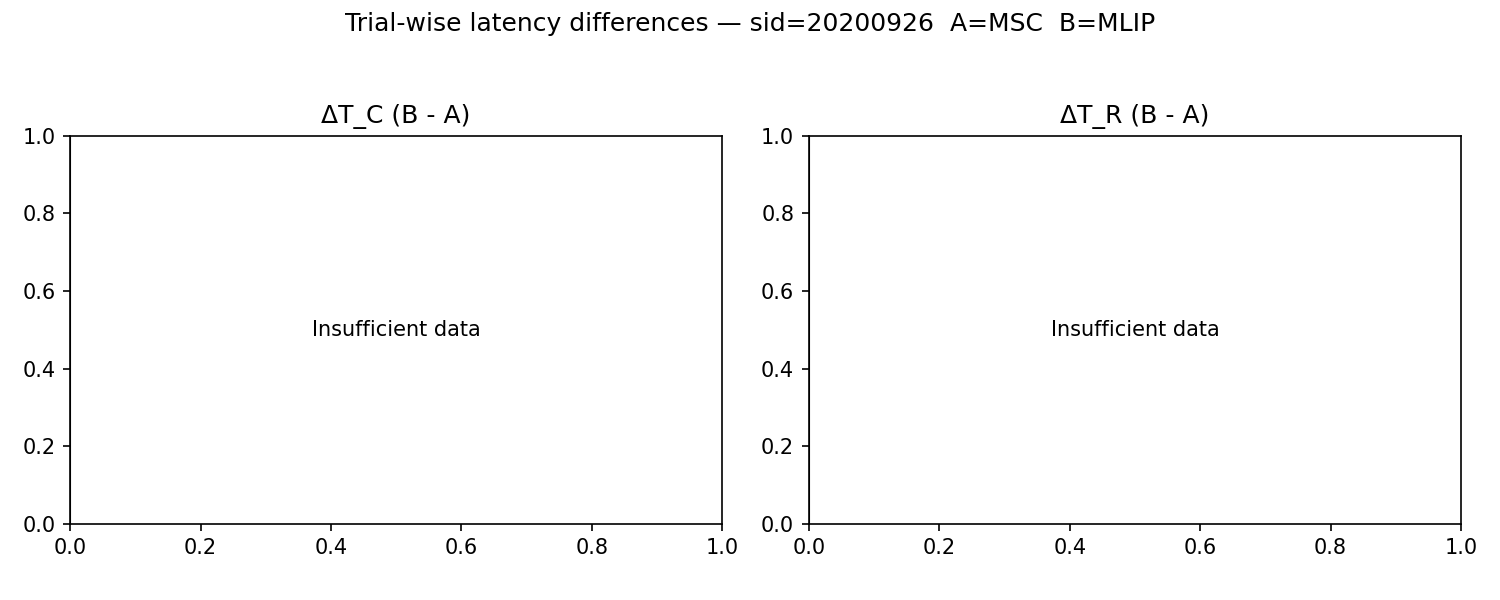 Trial-wise latency differences — sid=20200926  A=MSC  B=MLIP
ΔT_C (B - A)
1.0
0.8
0.6
0.4
0.2
0.0
Insufficient data
0.0 0.2 0.4 0.6 0.8 1.0
ΔT_R (B - A)
1.0
0.8
0.6
0.4
0.2
0.0
Insufficient data
0.0 0.2 0.4 0.6 0.8 1.0